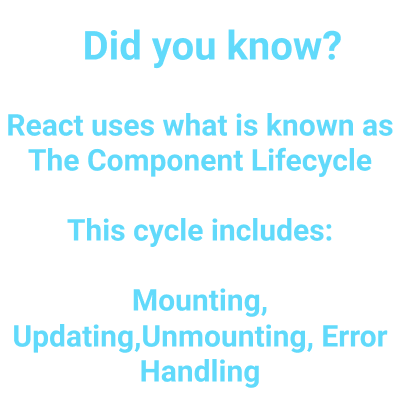 Did you know?
React uses what is known as
The Component Lifecycle
This cycle includes:
Mounting,
Updating,Unmounting, Error
Handling